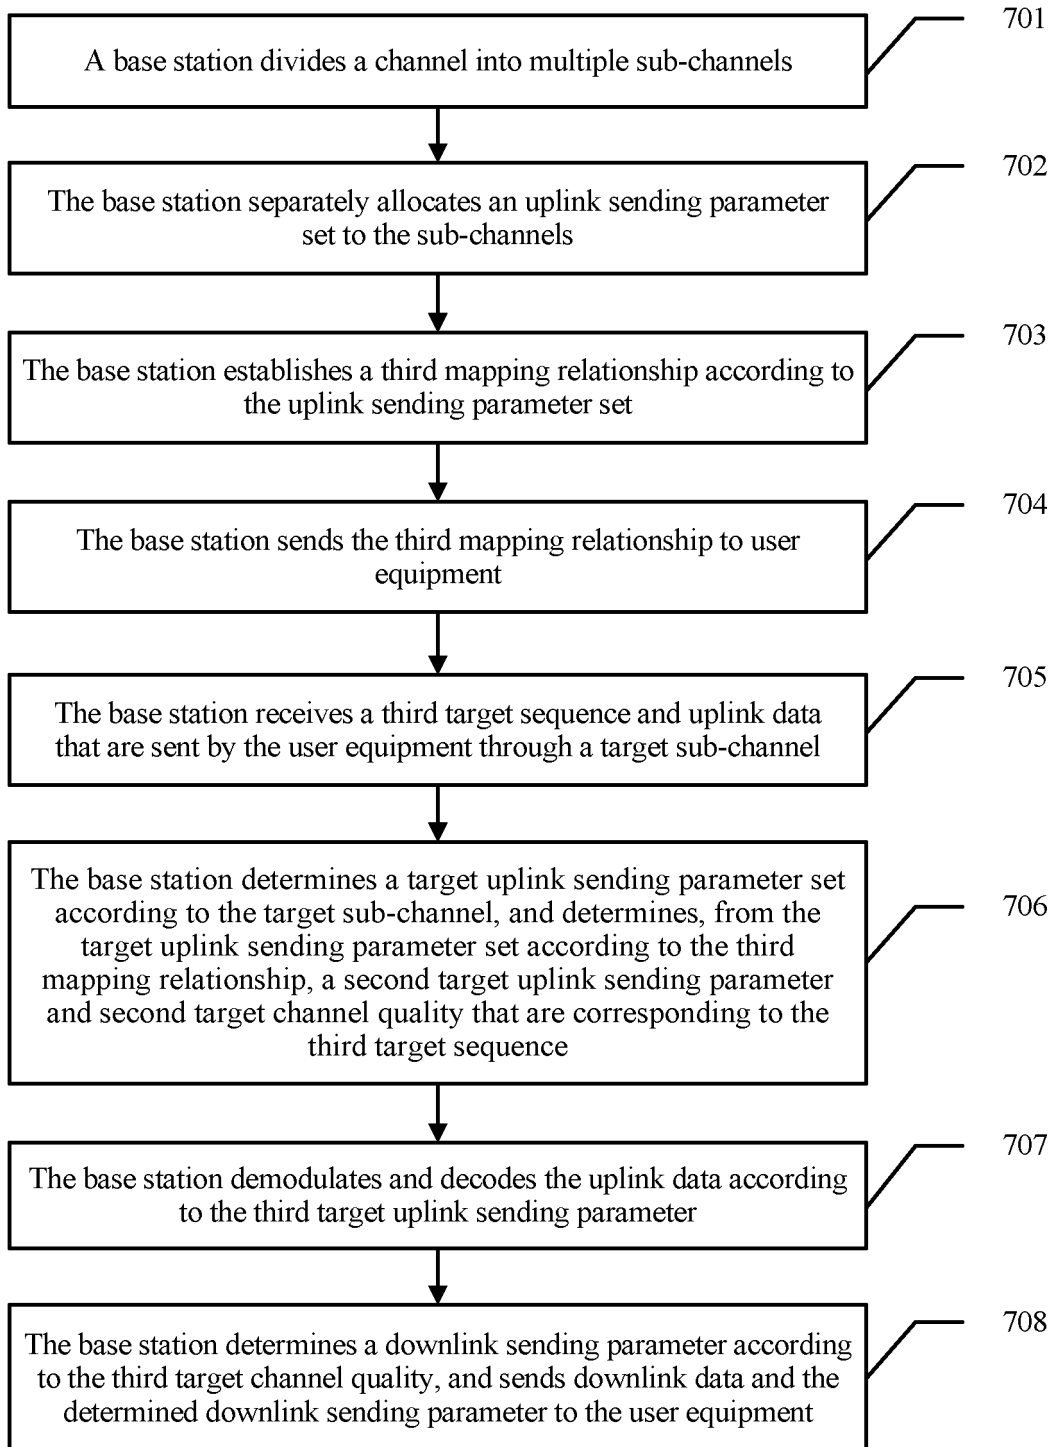 701
A base station divides a channel into multiple sub-channels
702
The base station separately allocates an uplink sending parameter
set to the sub-channels
703
The base station establishes a third mapping relationship according to
the uplink sending parameter set
704
The base station sends the third mapping relationship to user
equipment
705
The base station receives a third target sequence and uplink data
that are sent by the user equipment through a target sub-channel
706
The base station determines a target uplink sending parameter set
according to the target sub-channel, and determines, from the
target uplink sending parameter set according to the third
mapping relationship, a second target uplink sending parameter
and second target channel quality that are corresponding to the
third target sequence
707
The base station demodulates and decodes the uplink data according
to the third target uplink sending parameter
708
The base station determines a downlink sending parameter according
to the third target channel quality, and sends downlink data and the
determined downlink sending parameter to the user equipment